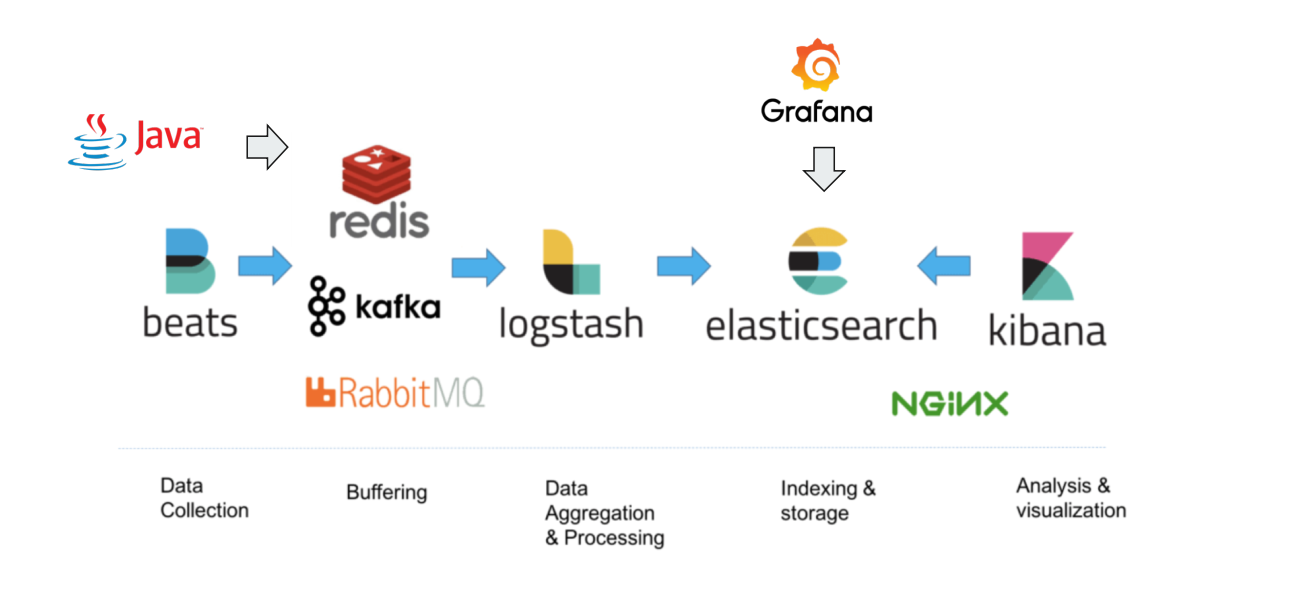 Grafana
Java
redis
kafka
beats
logstash
elasticsearch
kibana
RabbitMQ
NGINX
Data
Collection
Buffering
Data
Aggregation
& Processing
Indexing &
storage
Analysis &
visualization